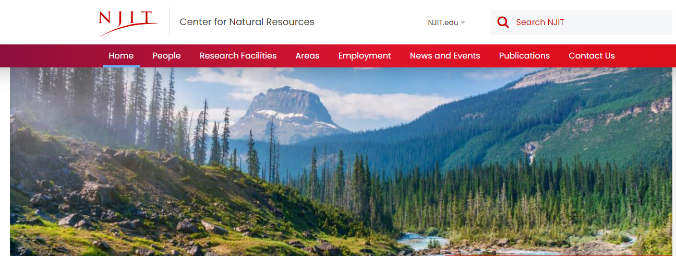 NJIT
Center for Natural Resources
NJIT.edu
Search NJIT
Home People Research Facilities Areas Employment News and Events Publications Contact Us